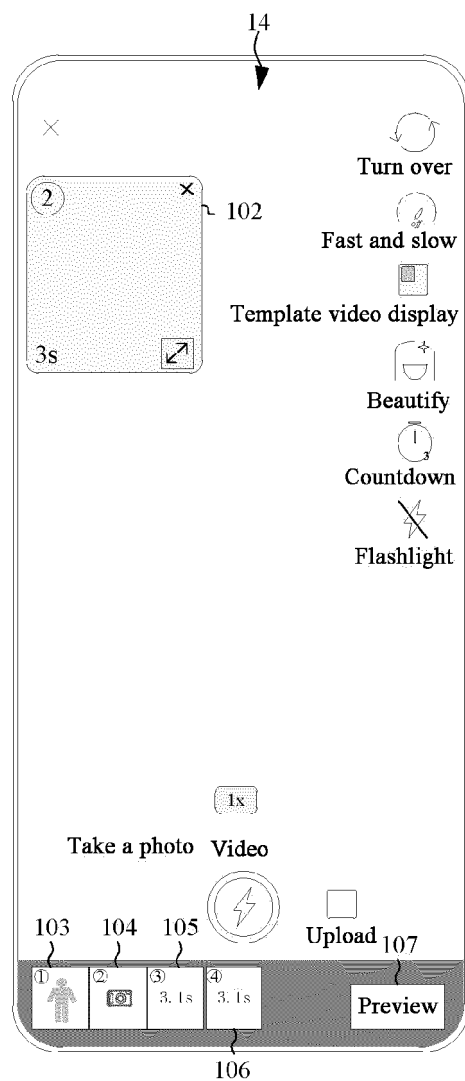 14
Turn over
2
102
Fast and slow
Template video display
3s
Beautify
3
Countdown
Flashlight
1x
Take a photo Video
Upload
103 104 105 107
① ② ③ 3.1s ④ 3.1s
Preview
106